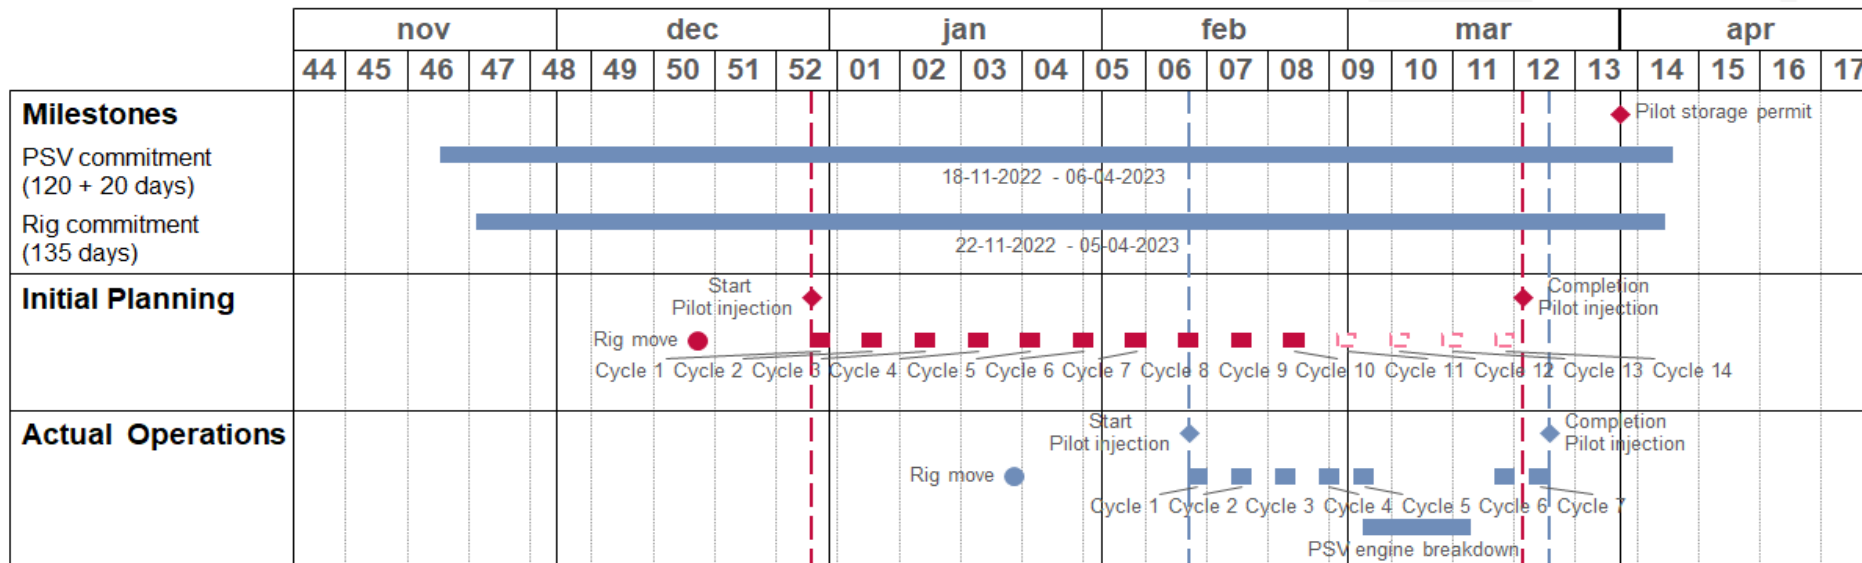 nov dec jan feb mar apr
44 45 46 47 48 49 50 51 52 01 02 03 04 05 06 07 08 09 10 11 12 13 14 15 16 17
Milestones
Pilot storage permit
PSV commitment
(120 + 20 days)
18-11-2022 - 06-04-2023
Rig commitment
(135 days)
22-11-2022 - 05-04-2023
Initial Planning
Start
Pilot injection
Completion
Pilot injection
Rig move
Cycle 1 Cycle 2 Cycle 3 Cycle 4 Cycle 5 Cycle 6 Cycle 7 Cycle 8 Cycle 9 Cycle 10 Cycle 11 Cycle 12 Cycle 13 Cycle 14
Actual Operations
Start
Pilot injection
Completion
Pilot injection
Rig move
Cycle 1 Cycle 2 Cycle 3 Cycle 4 Cycle 5 Cycle 6 Cycle 7
PSV engine breakdown